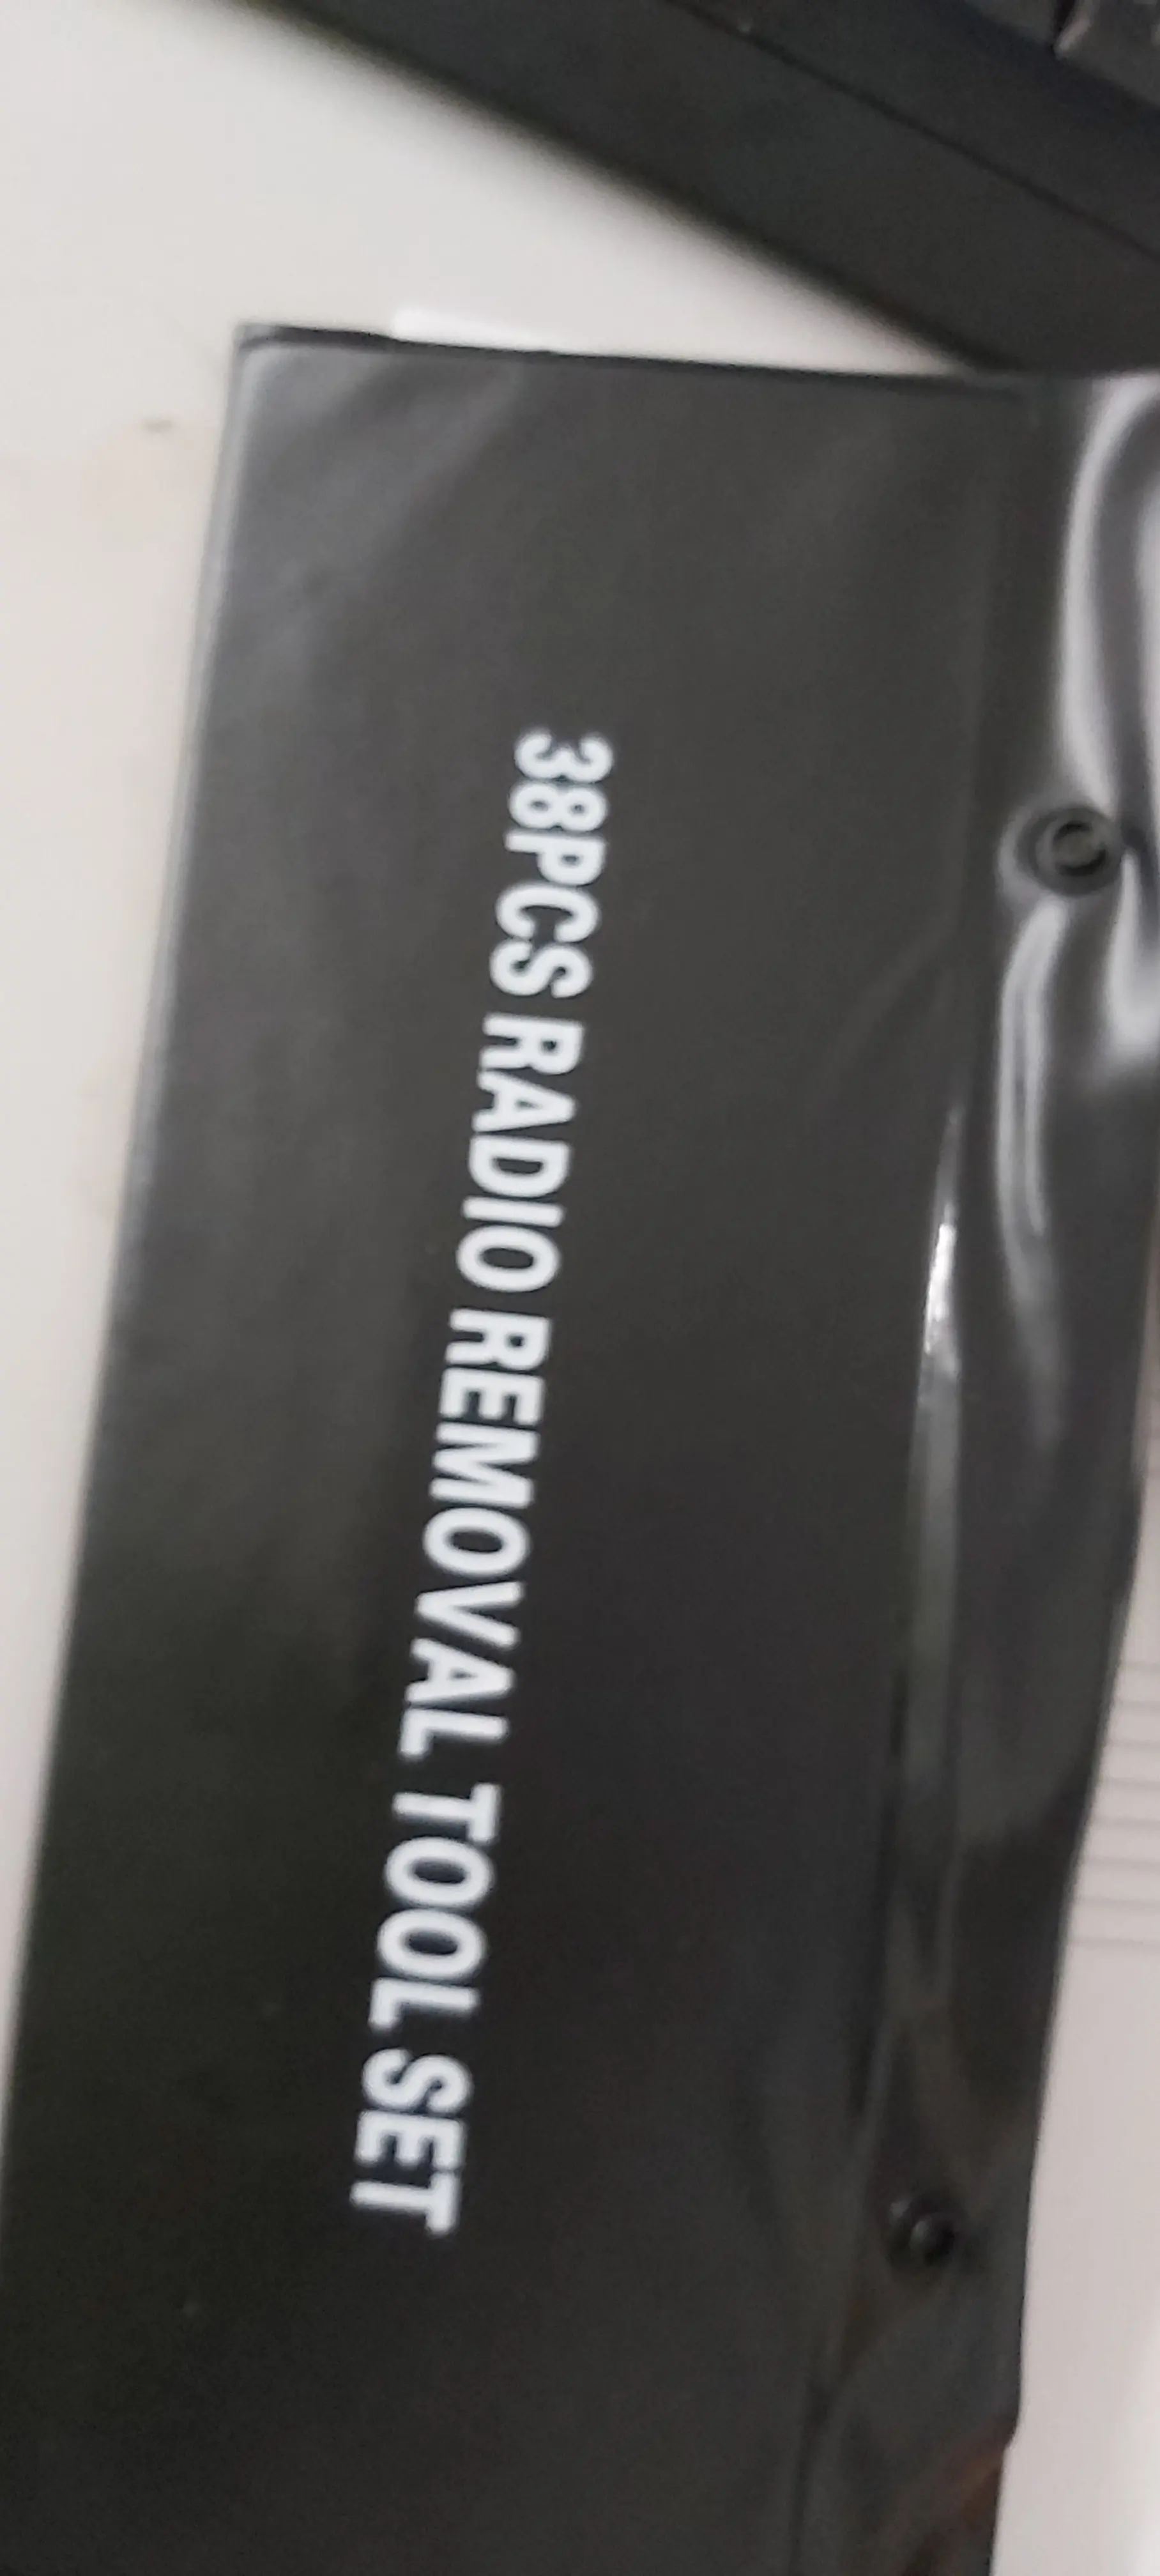 38PCS RADIO REMOVAL TOOL SET